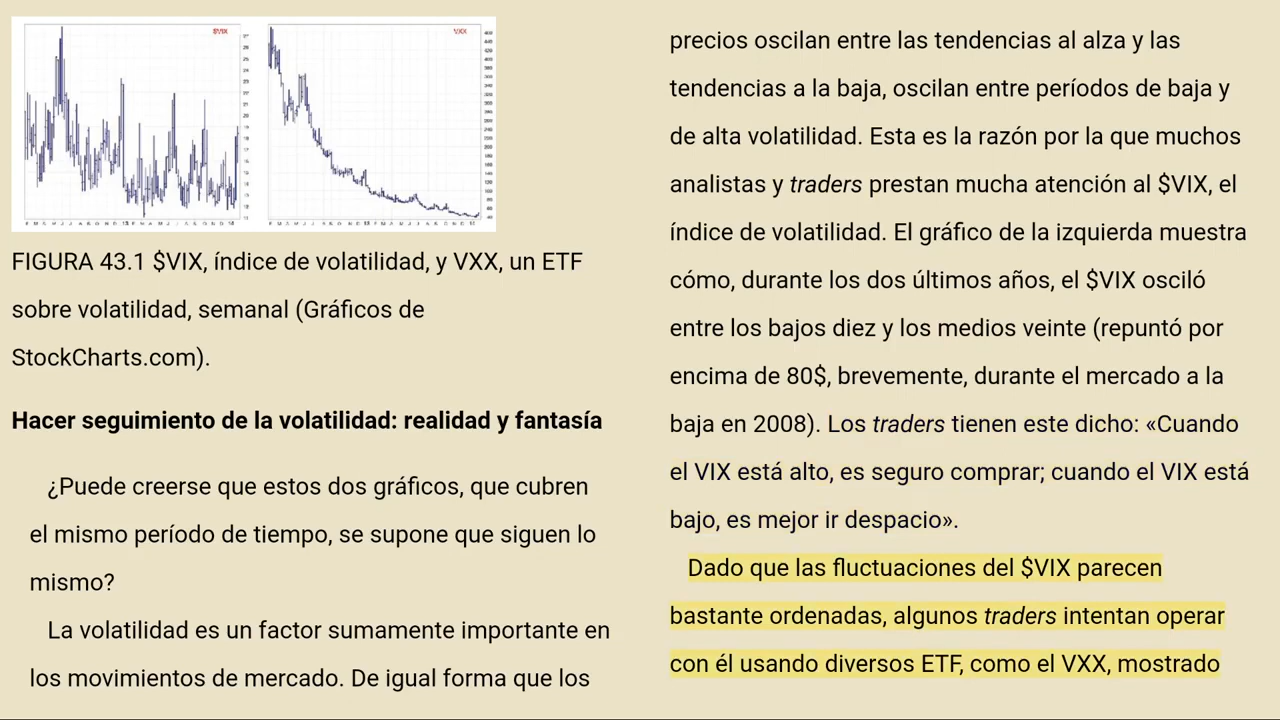 $VIX
VXX
FIGURA 43.1 $VIX, índice de volatilidad, y VXX, un ETF
sobre volatilidad, semanal (Gráficos de
StockCharts.com).
Hacer seguimiento de la volatilidad: realidad y fantasía
¿Puede creerse que estos dos gráficos, que cubren
el mismo período de tiempo, se supone que siguen lo
mismo?
La volatilidad es un factor sumamente importante en
los movimientos de mercado. De igual forma que los
precios oscilan entre las tendencias al alza y las
tendencias a la baja, oscilan entre períodos de baja y
de alta volatilidad. Esta es la razón por la que muchos
analistas y traders prestan mucha atención al $VIX, el
índice de volatilidad. El gráfico de la izquierda muestra
cómo, durante los dos últimos años, el $VIX osciló
entre los bajos diez y los medios veinte (repuntó por
encima de 80$, brevemente, durante el mercado a la
baja en 2008). Los traders tienen este dicho: «Cuando
el VIX está alto, es seguro comprar; cuando el VIX está
bajo, es mejor ir despacio».
Dado que las fluctuaciones del $VIX parecen
bastante ordenadas, algunos traders intentan operar
con él usando diversos ETF, como el VXX, mostrado